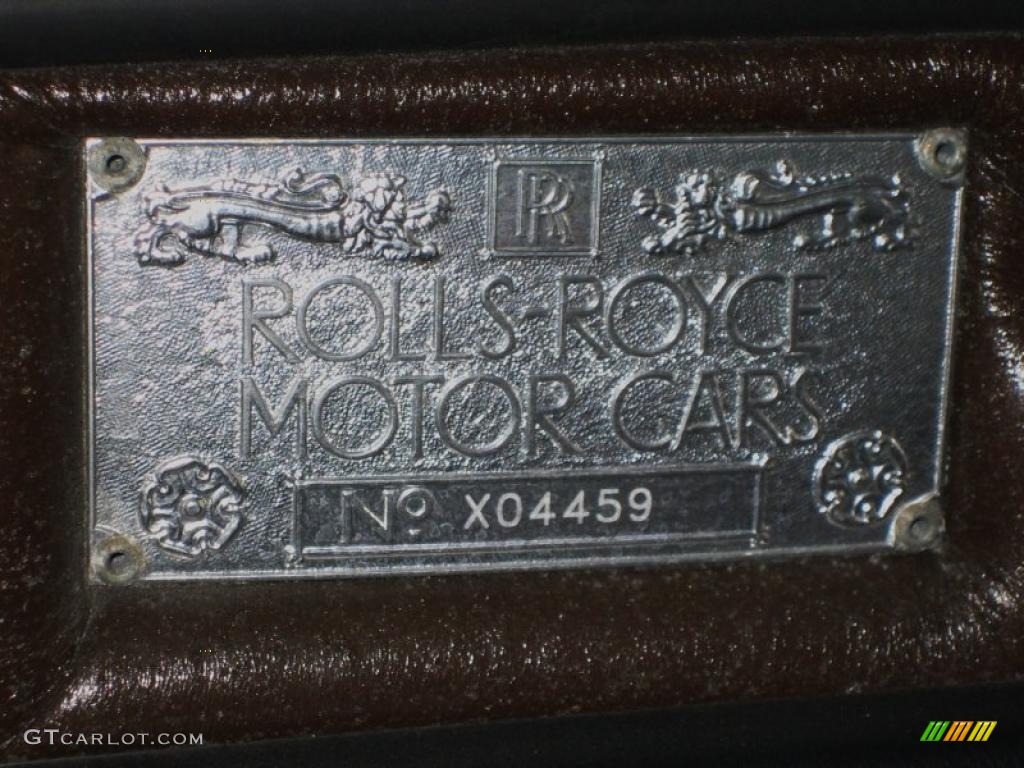 RR
ROLLS-ROYCE
MOTOR CARS
No X04459
GTCARLOT.COM